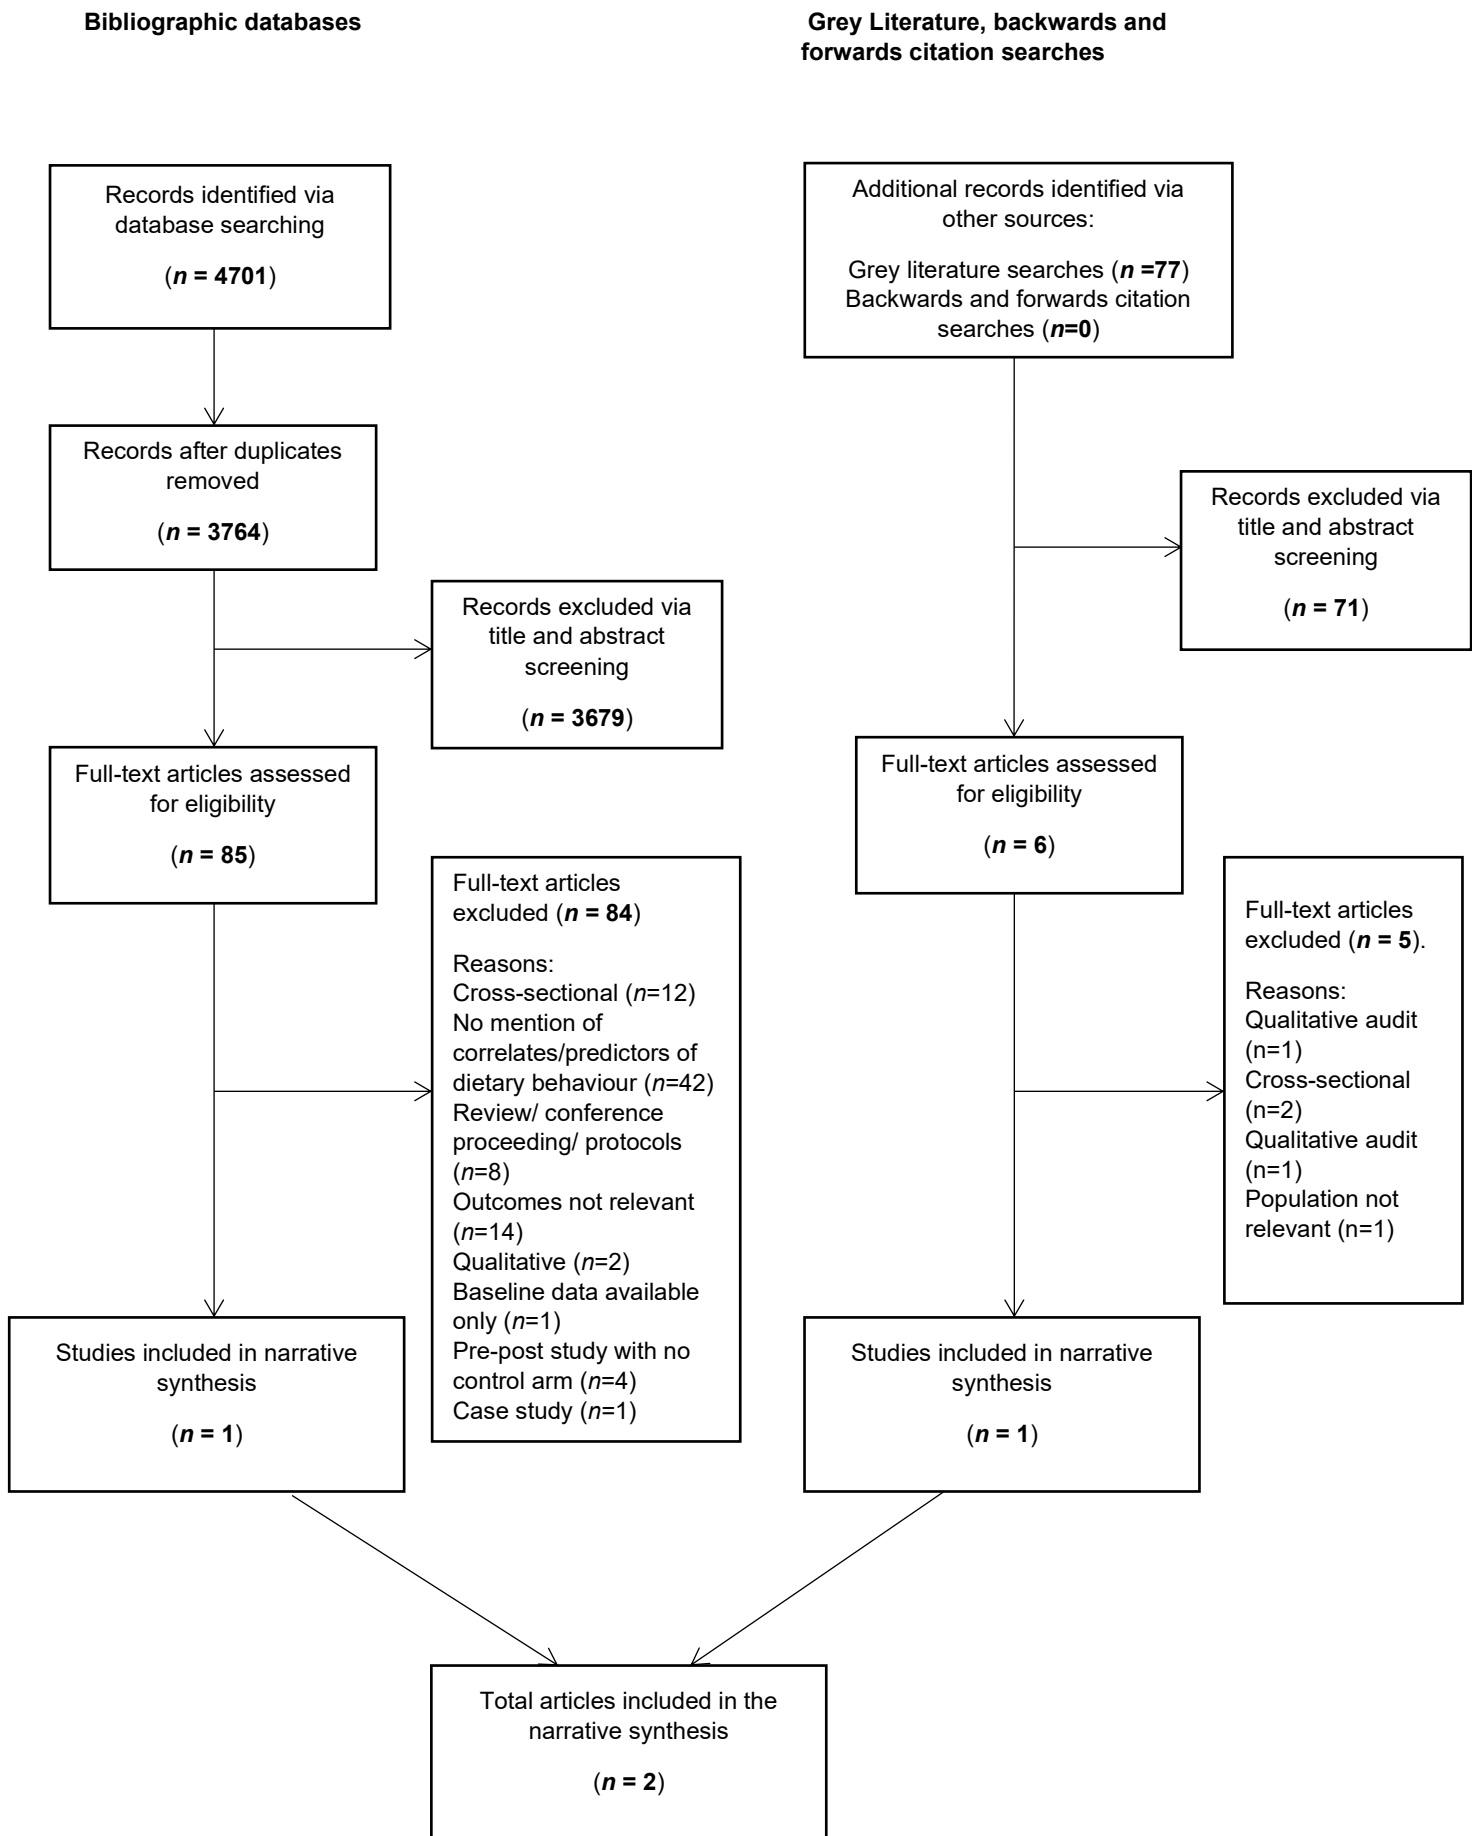 Bibliographic databases
Grey Literature, backwards and
forwards citation searches
Records identified via
database searching
(n = 4701)
Additional records identified via
other sources:
Grey literature searches (n =77)
Backwards and forwards citation
searches (n=0)
Records after duplicates
removed
(n = 3764)
Records excluded via
title and abstract
screening
(n = 71)
Records excluded via
title and abstract
screening
(n = 3679)
Full-text articles assessed
for eligibility
(n = 85)
Full-text articles assessed
for eligibility
(n = 6)
Full-text articles
excluded (n = 84)
Reasons:
Cross-sectional (n=12)
No mention of
correlates/predictors of
dietary behaviour (n=42)
Review/ conference
proceeding/ protocols
(n=8)
Outcomes not relevant
(n=14)
Qualitative (n=2)
Baseline data available
only (n=1)
Pre-post study with no
control arm (n=4)
Case study (n=1)
Full-text articles
excluded (n = 5).
Reasons:
Qualitative audit
(n=1)
Cross-sectional
(n=2)
Qualitative audit
(n=1)
Population not
relevant (n=1)
Studies included in narrative
synthesis
(n = 1)
Studies included in narrative
synthesis
(n = 1)
Total articles included in the
narrative synthesis
(n = 2)